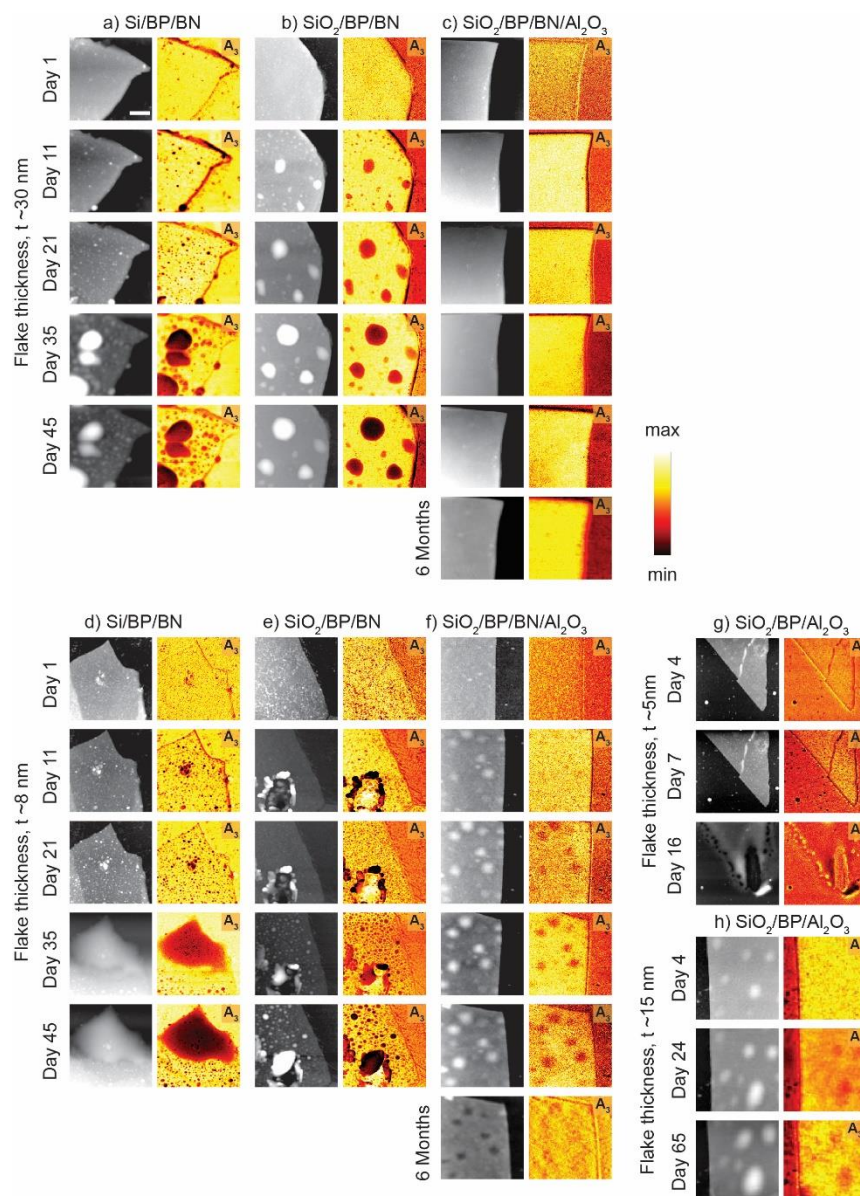 a) Si/BP/BN b) SiO₂/BP/BN c) SiO₂/BP/BN/Al₂O₃
Flake thickness, t ~30 nm
Day 1 A₃ A₃ A₃
Day 11 A₃ A₃ A₃
Day 21 A₃ A₃ A₃
Day 35 A₃ A₃ A₃
Day 45 A₃ A₃ A₃
6 Months A₃
max
min
d) Si/BP/BN e) SiO₂/BP/BN f) SiO₂/BP/BN/Al₂O₃
Flake thickness, t ~8 nm
Day 1 A₃ A₃ A₃
Day 11 A₃ A₃ A₃
Day 21 A₃ A₃ A₃
Day 35 A₃ A₃ A₃
Day 45 A₃ A₃ A₃
6 Months A₃
g) SiO₂/BP/Al₂O₃
Flake thickness, t ~5nm
Day 4 A
Day 7 A
Day 16 A
h) SiO₂/BP/Al₂O₃
Flake thickness, t ~15 nm
Day 4 A
Day 24 A
Day 65 A